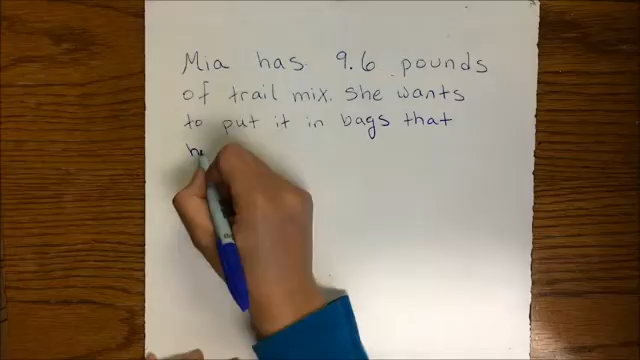 Mia has 9.6 pounds
of trail mix. She wants
to put it in bags that